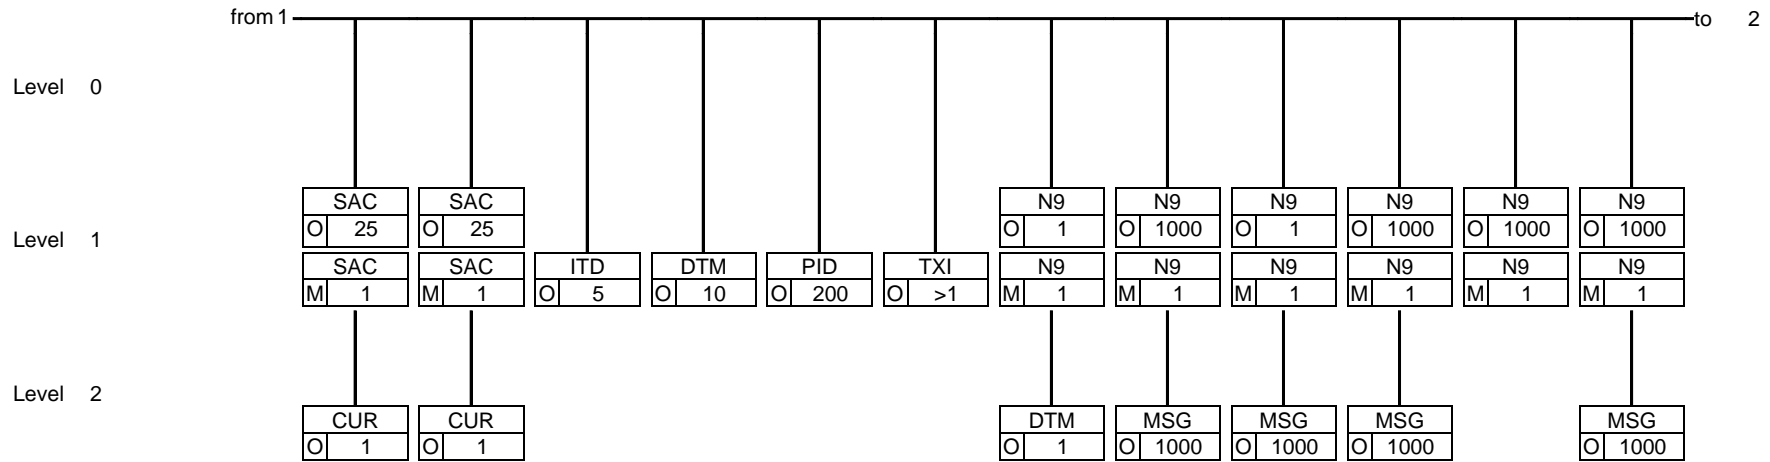 from 1 to 2
Level 0
SAC SAC N9 N9 N9 N9 N9 N9
O 25 O 25 O 1 O 1000 O 1 O 1000 O 1000 O 1000
Level 1
SAC SAC ITD DTM PID TXI N9 N9 N9 N9 N9 N9
M 1 M 1 O 5 O 10 O 200 O >1 M 1 M 1 M 1 M 1 M 1 M 1
Level 2
CUR CUR DTM MSG MSG MSG MSG
O 1 O 1 O 1 O 1000 O 1000 O 1000 O 1000